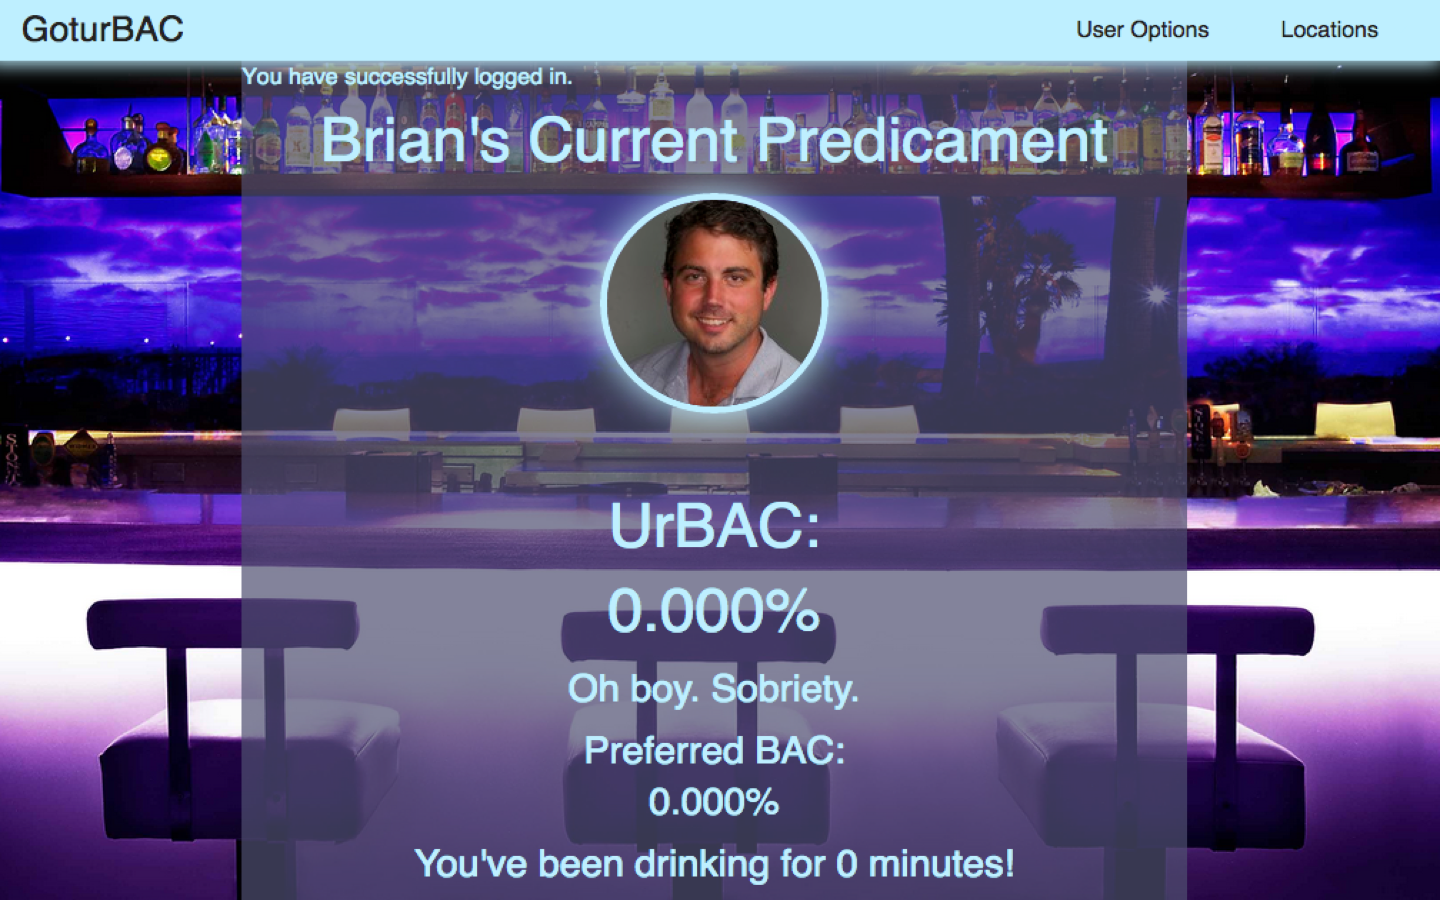 GoturBAC User Options Locations
You have successfully logged in.
Brian's Current Predicament
UrBAC:
0.000%
Oh boy. Sobriety.
Preferred BAC:
0.000%
You've been drinking for 0 minutes!